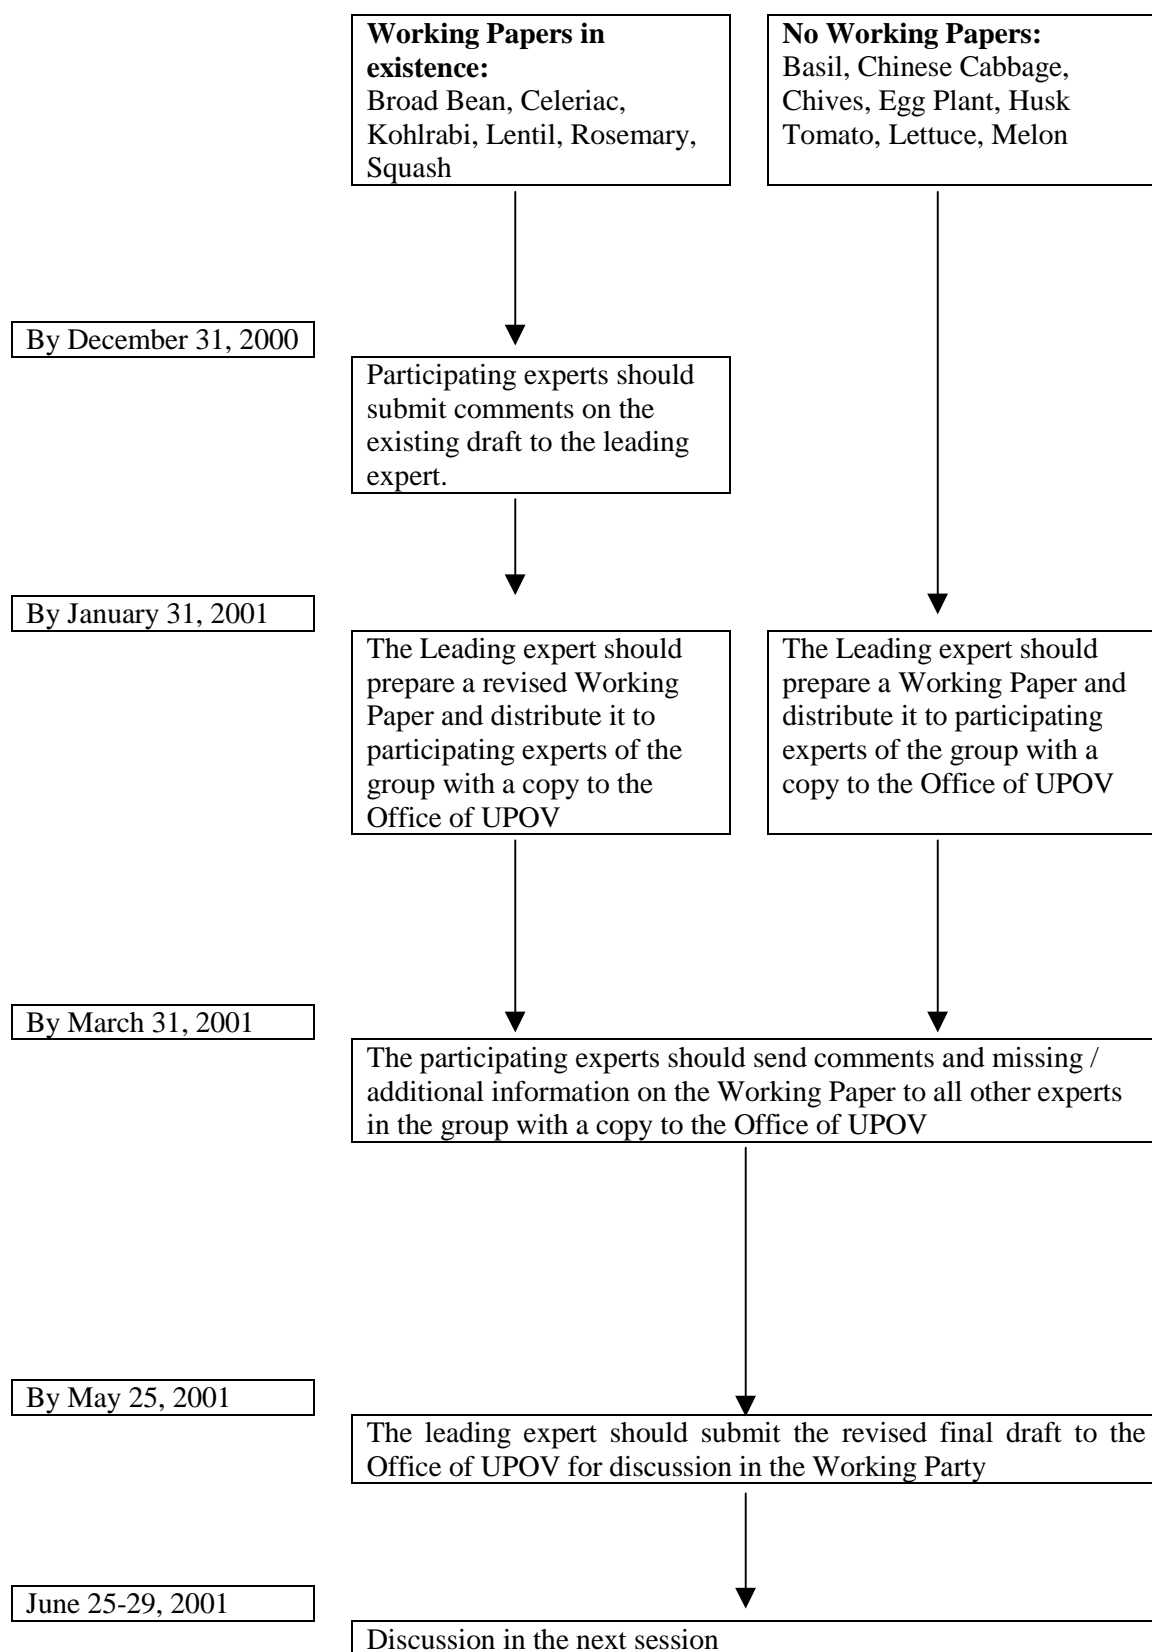 Working Papers in
existence:
Broad Bean, Celeriac,
Kohlrabi, Lentil, Rosemary,
Squash
No Working Papers:
Basil, Chinese Cabbage,
Chives, Egg Plant, Husk
Tomato, Lettuce, Melon
By December 31, 2000
Participating experts should
submit comments on the
existing draft to the leading
expert.
By January 31, 2001
The Leading expert should
prepare a revised Working
Paper and distribute it to
participating experts of the
group with a copy to the
Office of UPOV
The Leading expert should
prepare a Working Paper and
distribute it to participating
experts of the group with a
copy to the Office of UPOV
By March 31, 2001
The participating experts should send comments and missing /
additional information on the Working Paper to all other experts
in the group with a copy to the Office of UPOV
By May 25, 2001
The leading expert should submit the revised final draft to the
Office of UPOV for discussion in the Working Party
June 25-29, 2001
Discussion in the next session